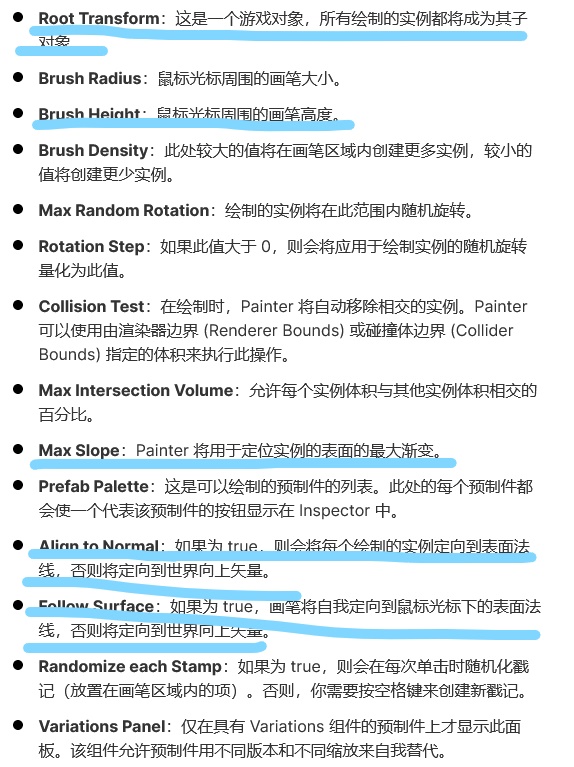 Root Transform：这是一个游戏对象，所有绘制的实例都将成为其子
对象。
Brush Radius：鼠标光标周围的画笔大小。
Brush Height：鼠标光标周围的画笔高度。
Brush Density：此处较大的值将在画笔区域内创建更多实例，较小的
值将创建更少实例。
Max Random Rotation：绘制的实例将在此范围内随机旋转。
Rotation Step：如果此值大于 0，则会将应用于绘制实例的随机旋转
量化为此值。
Collision Test：在绘制时，Painter 将自动移除相交的实例。Painter
可以使用由渲染器边界 (Renderer Bounds) 或碰撞体边界 (Collider
Bounds) 指定的体积来执行此操作。
Max Intersection Volume：允许每个实例体积与其他实例体积相交的
百分比。
Max Slope：Painter 将用于定位实例的表面的最大渐变。
Prefab Palette：这是可以绘制的预制件的列表。此处的每个预制件都
会使一个代表该预制件的按钮显示在 Inspector 中。
Align to Normal：如果为 true，则会将每个绘制的实例定向到表面法
线，否则将定向到世界向上矢量。
Follow Surface：如果为 true，画笔将自我定向到鼠标光标下的表面法
线，否则将定向到世界向上矢量。
Randomize each Stamp：如果为 true，则会在每次单击时随机化戳
记（放置在画笔区域内的项）。否则，你需要按空格键来创建新戳记。
Variations Panel：仅在具有 Variations 组件的预制件上才显示此面
板。该组件允许预制件用不同版本和不同缩放来自我替代。